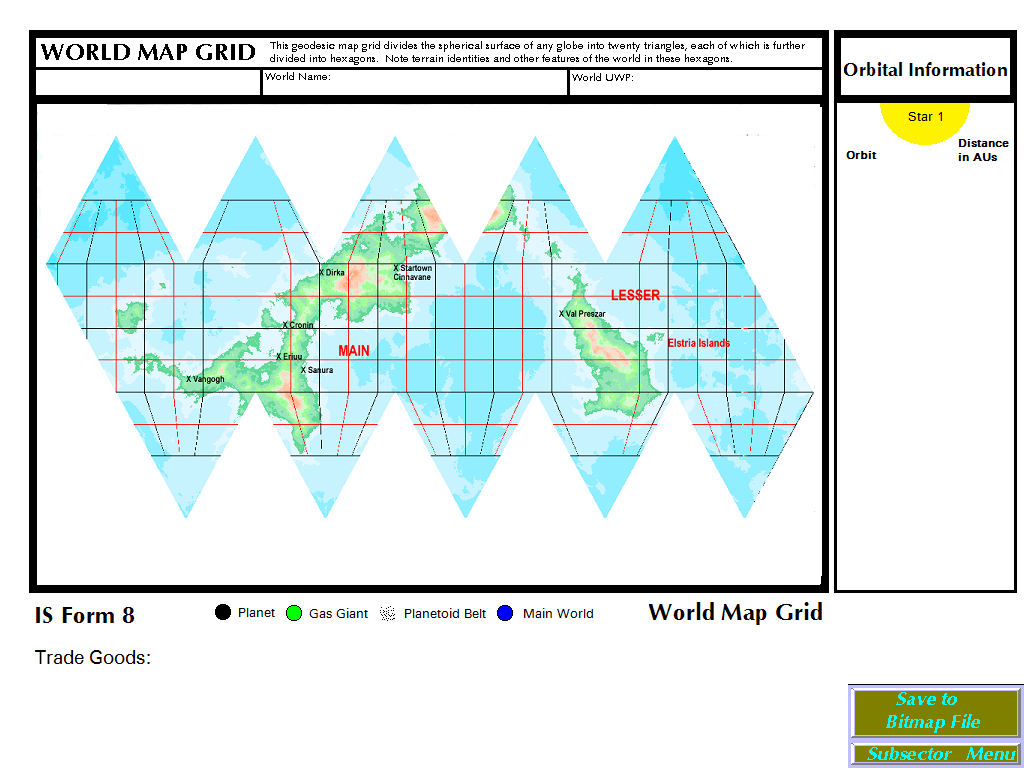 WORLD MAP GRID
This geodesic map grid divides the spherical surface of any globe into twenty triangles, each of which is further
divided into hexagons. Note terrain identities and other features of the world in these hexagons.
World Name:
World UWP:
Orbital Information
Star 1
Orbit
Distance
in AUs
X Dirka
X Startown
Cinnavane
LESSER
X Val Preszar
X Cronin
Elstria Islands
MAIN
X Eriuu
X Sanura
X Vangogh
IS Form 8
Planet
Gas Giant
Planetoid Belt
Main World
World Map Grid
Trade Goods:
Save to
Bitmap File
Subsector Menu